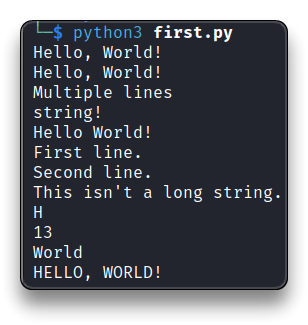 └─$ python3 first.py
Hello, World!
Hello, World!
Multiple lines
string!
Hello World!
First line.
Second line.
This isn't a long string.
H
13
World
HELLO, WORLD!